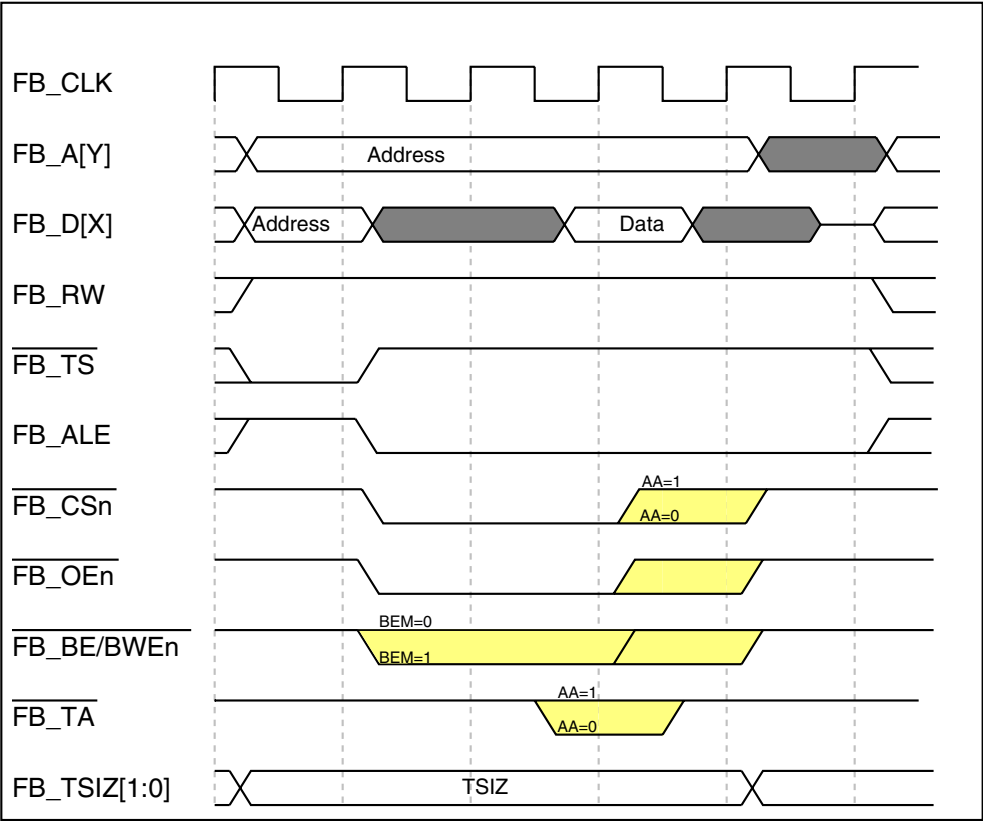 FB_CLK
FB_A[Y] Address
FB_D[X] Address Data
FB_RW
FB_TS
FB_ALE
AA=1
FB_CSn AA=0
FB_OEn
BEM=0
FB_BE/BWEn BEM=1
AA=1
FB_TA AA=0
FB_TSIZ[1:0] TSIZ